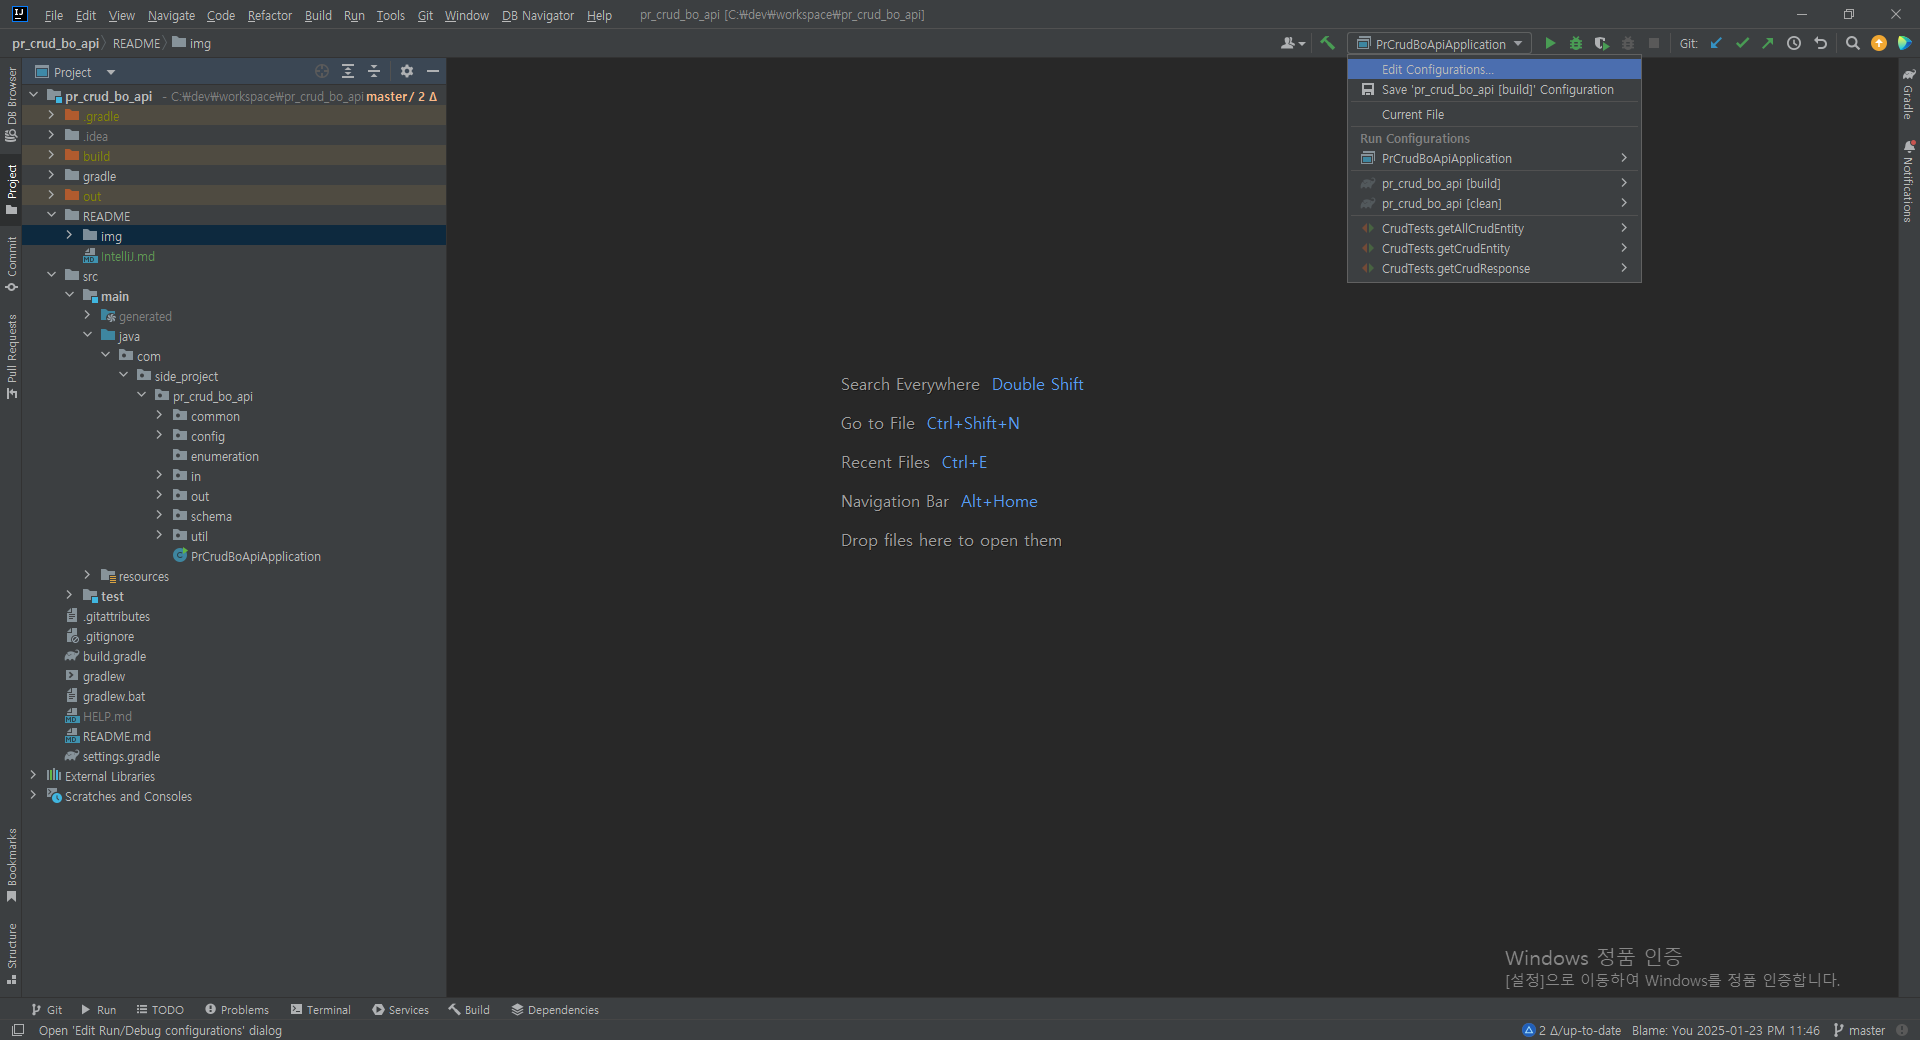 File Edit View Navigate Code Refactor Build Run Tools Git Window DB Navigator Help pr_crud_bo_api [C:₩dev₩workspace₩pr_crud_bo_api]
pr_crud_bo_api README img
PrCrudBoApiApplication
Git:
Project
pr_crud_bo_api - C:₩dev₩workspace₩pr_crud_bo_api master/ 2 Δ
.gradle
.idea
build
gradle
out
README
img
IntelliJ.md
src
main
generated
java
com
side_project
pr_crud_bo_api
common
config
enumeration
in
out
schema
util
PrCrudBoApiApplication
resources
test
.gitattributes
.gitignore
build.gradle
gradlew
gradlew.bat
HELP.md
README.md
settings.gradle
External Libraries
Scratches and Consoles
DB Browser
Project
Commit
Pull Requests
Bookmarks
Structure
Edit Configurations...
Save 'pr_crud_bo_api [build]' Configuration
Current File
Run Configurations
PrCrudBoApiApplication
pr_crud_bo_api [build]
pr_crud_bo_api [clean]
CrudTests.getAllCrudEntity
CrudTests.getCrudEntity
CrudTests.getCrudResponse
Gradle
Notifications
Search Everywhere Double Shift
Go to File Ctrl+Shift+N
Recent Files Ctrl+E
Navigation Bar Alt+Home
Drop files here to open them
Windows 정품 인증
[설정]으로 이동하여 Windows를 정품 인증합니다.
Git Run TODO Problems Terminal Services Build Dependencies
Open 'Edit Run/Debug configurations' dialog
2 Δ/up-to-date Blame: You 2025-01-23 PM 11:46 master